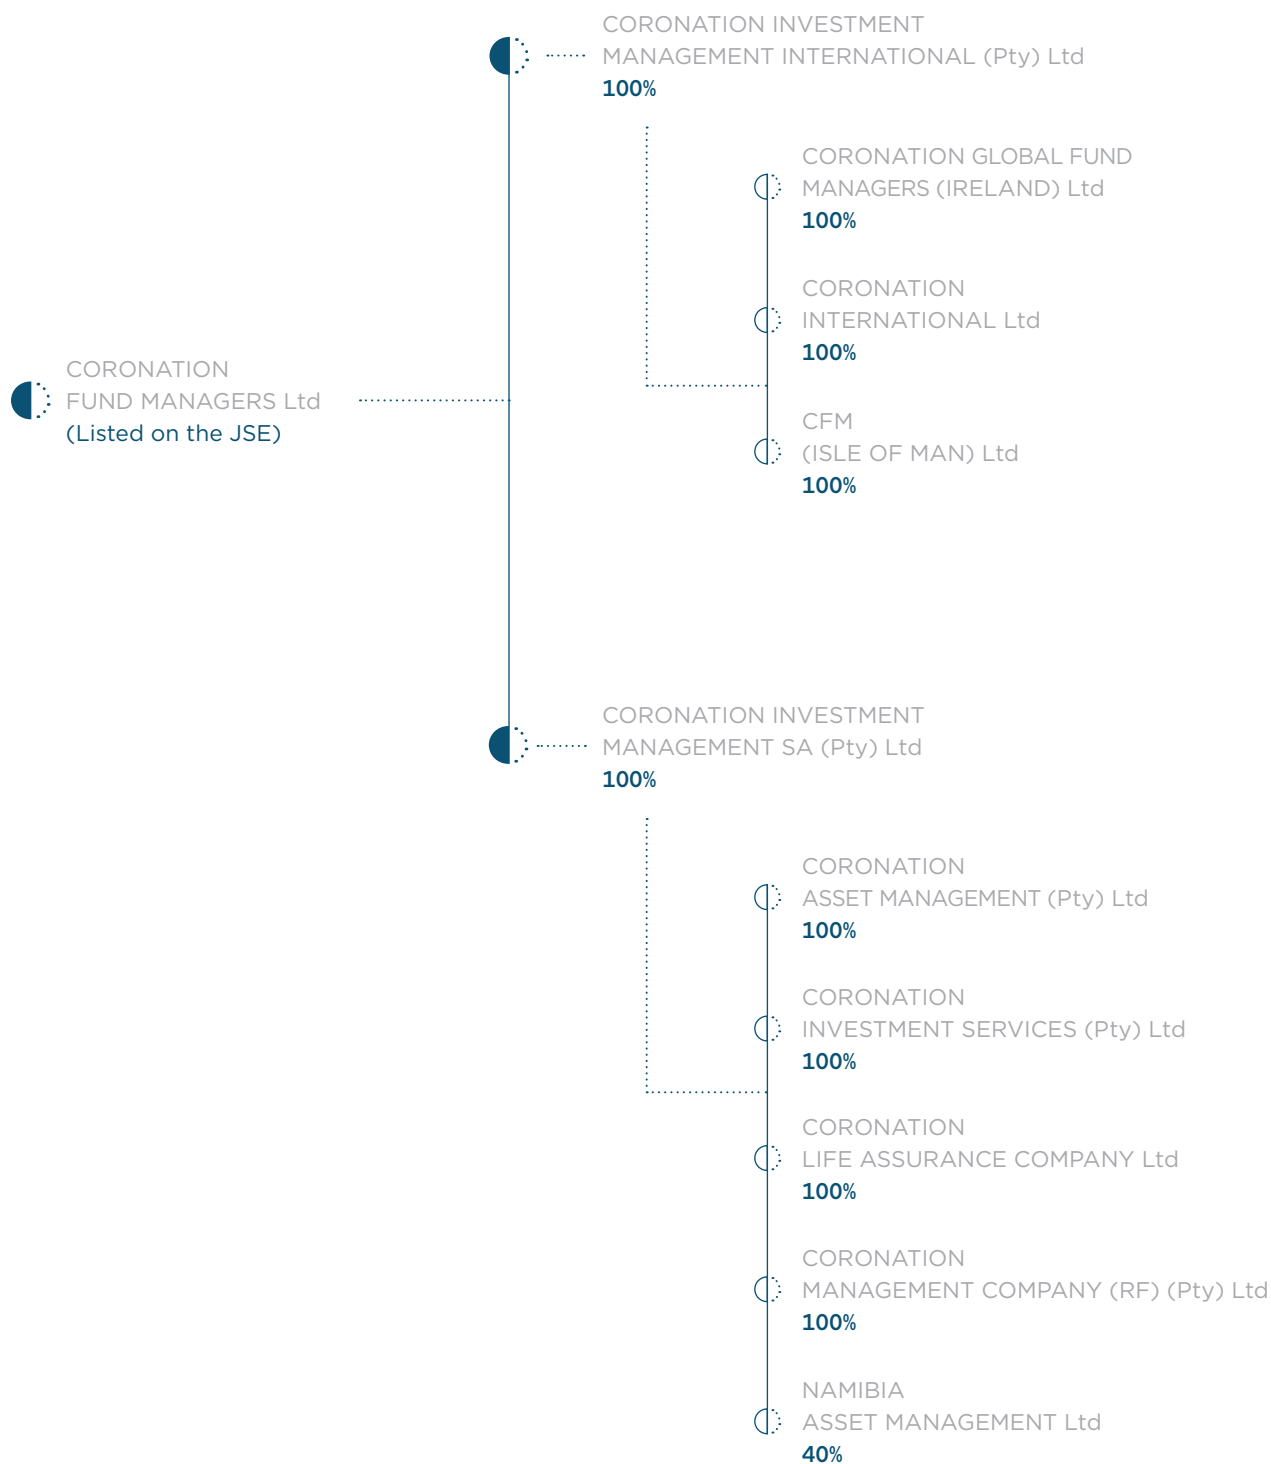 CORONATION INVESTMENT
MANAGEMENT INTERNATIONAL (Pty) Ltd
100%
CORONATION GLOBAL FUND
MANAGERS (IRELAND) Ltd
100%
CORONATION
INTERNATIONAL Ltd
100%
CORONATION
FUND MANAGERS Ltd
(Listed on the JSE)
CFM
(ISLE OF MAN) Ltd
100%
CORONATION INVESTMENT
MANAGEMENT SA (Pty) Ltd
100%
CORONATION
ASSET MANAGEMENT (Pty) Ltd
100%
CORONATION
INVESTMENT SERVICES (Pty) Ltd
100%
CORONATION
LIFE ASSURANCE COMPANY Ltd
100%
CORONATION
MANAGEMENT COMPANY (RF) (Pty) Ltd
100%
NAMIBIA
ASSET MANAGEMENT Ltd
40%